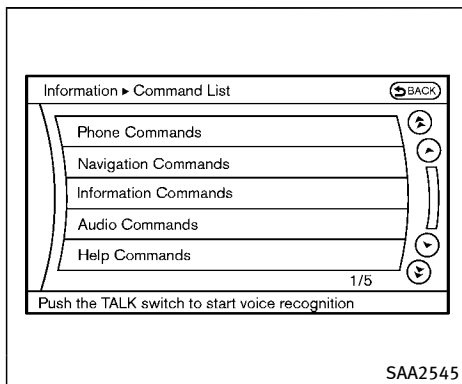 Information ▸ Command List
BACK
Phone Commands
Navigation Commands
Information Commands
Audio Commands
Help Commands
1/5
Push the TALK switch to start voice recognition
SAA2545